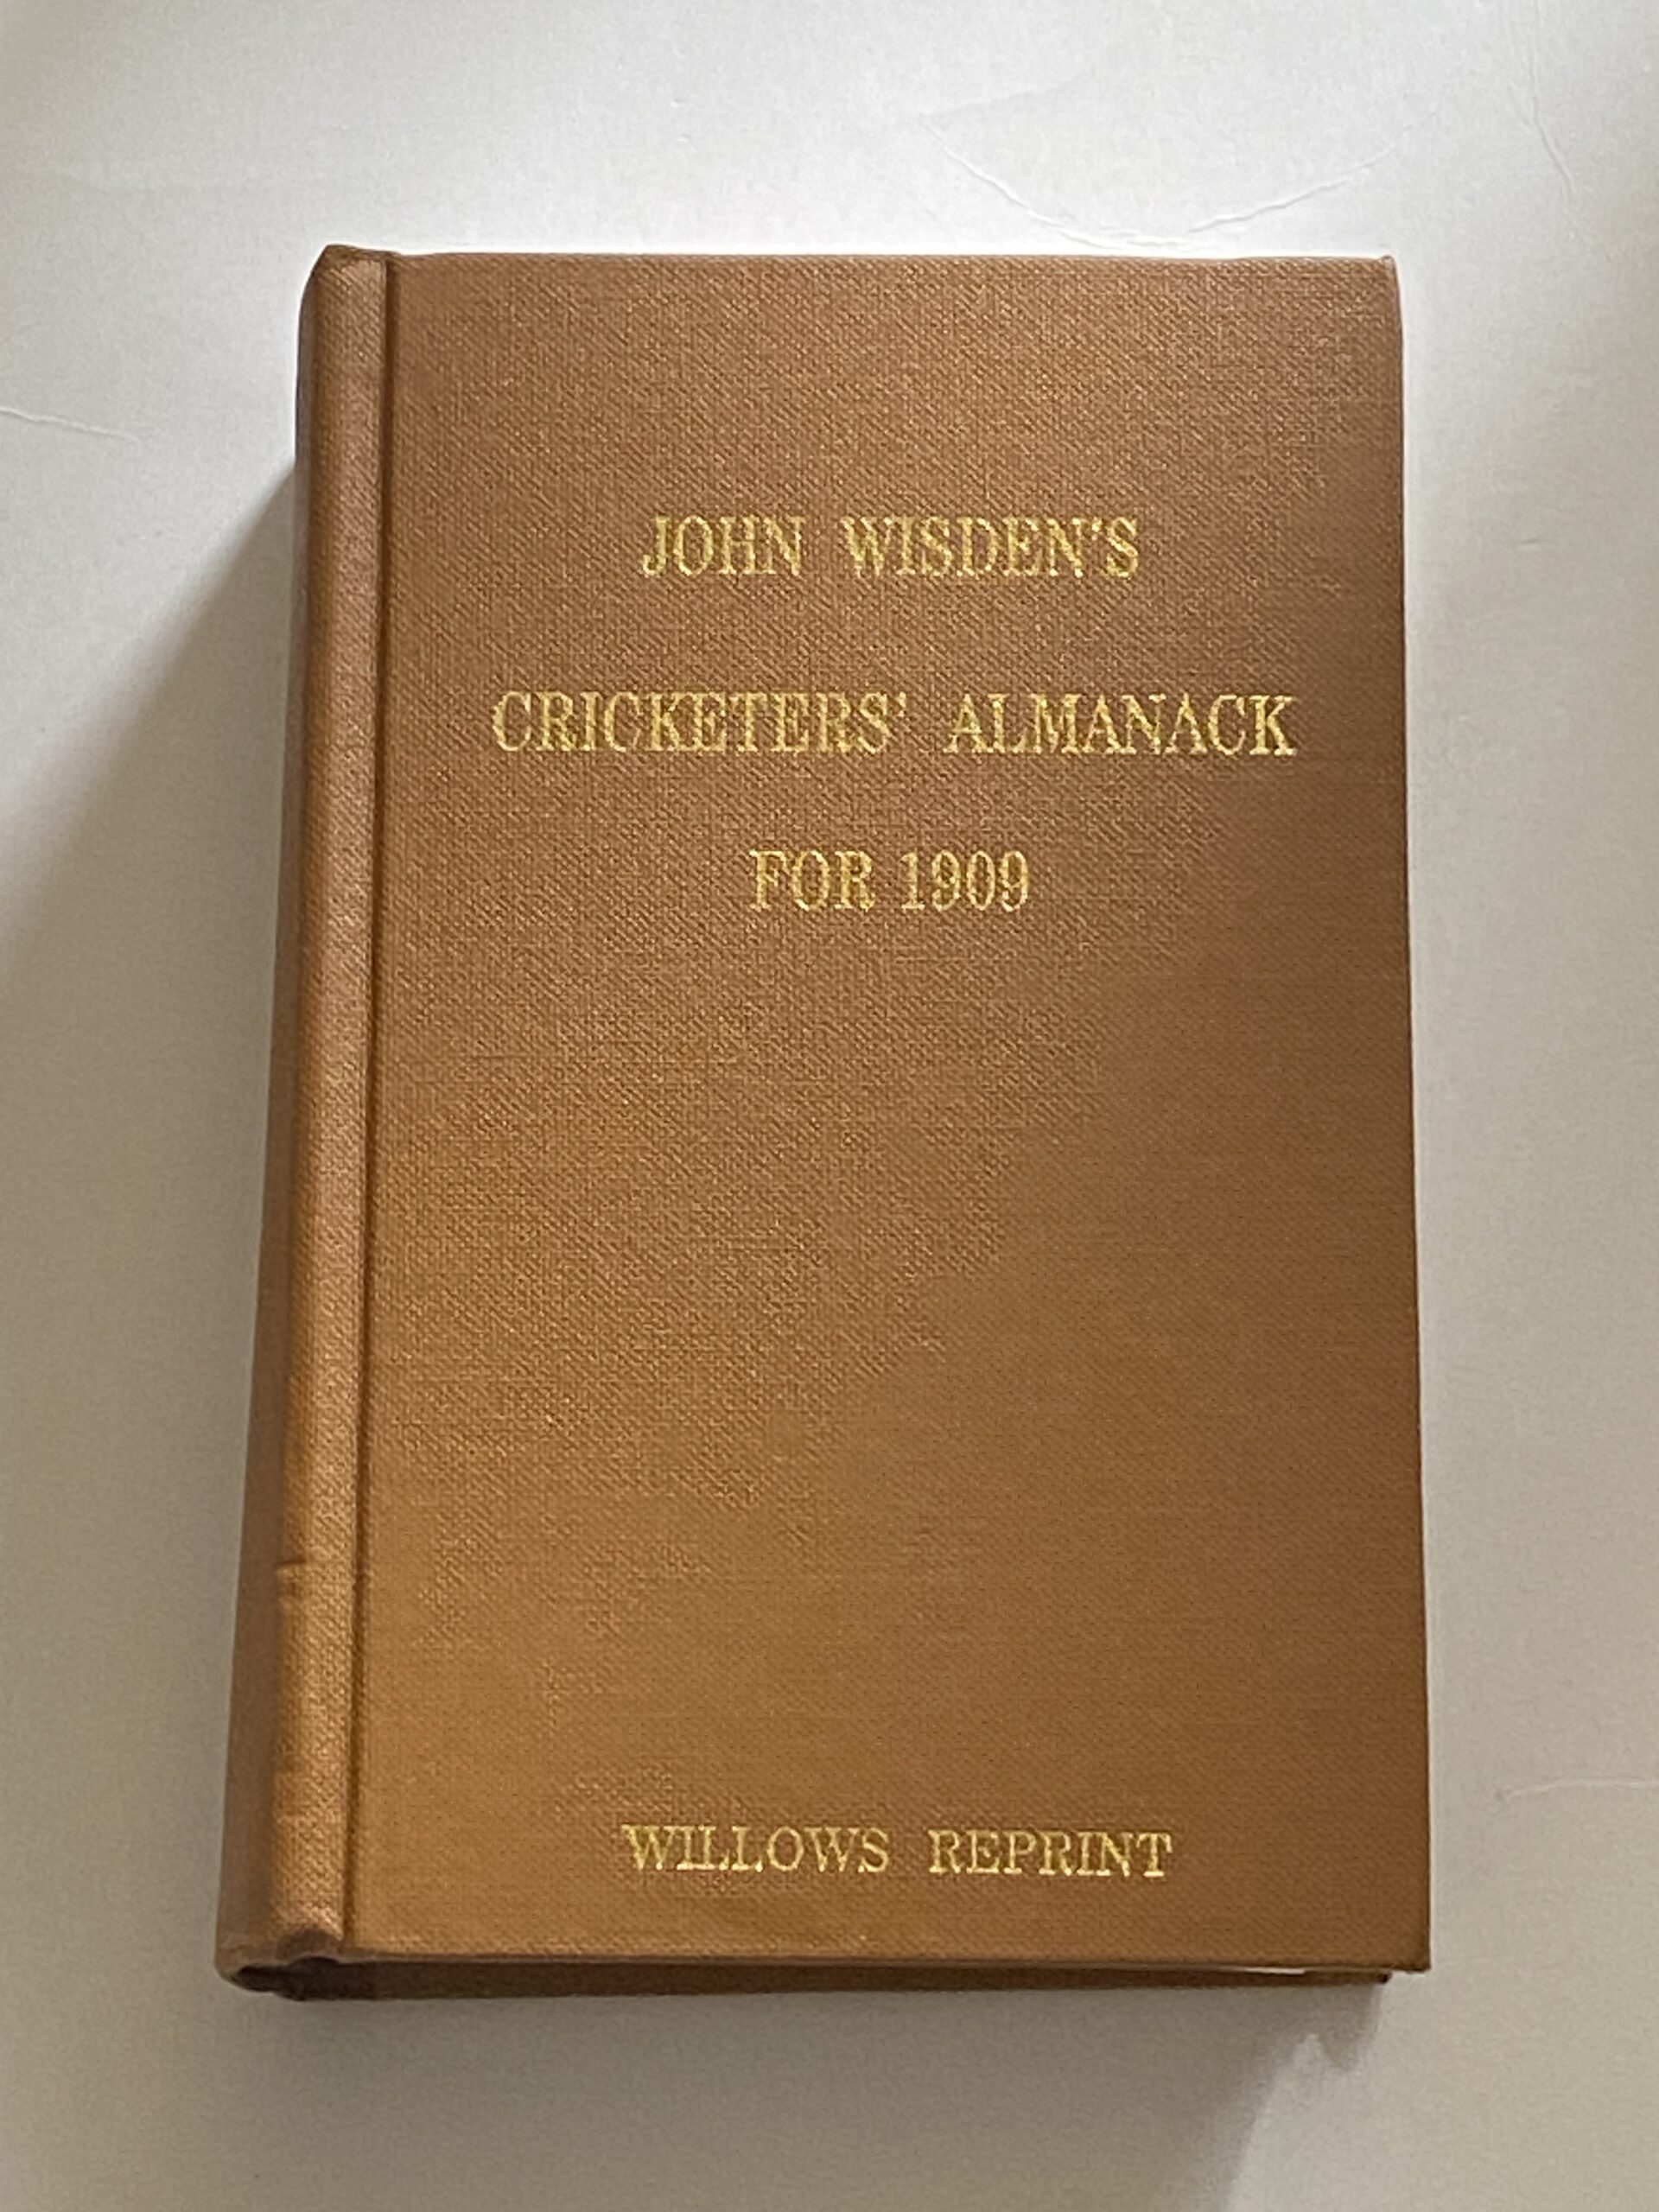 JOHN WISDEN'S
CRICKETERS' ALMANACK
FOR 1909
WILLOWS REPRINT